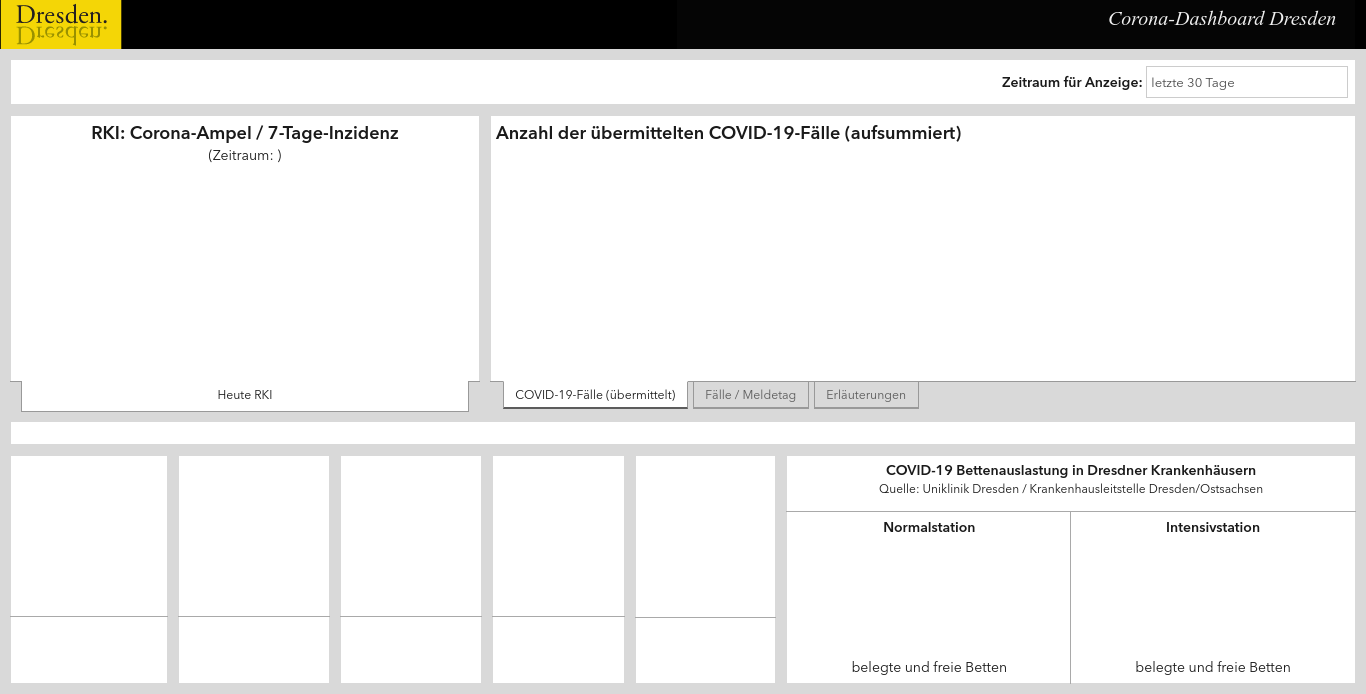 Dresden.
Dresden.
Corona-Dashboard Dresden
Zeitraum für Anzeige: letzte 30 Tage
RKI: Corona-Ampel / 7-Tage-Inzidenz
(Zeitraum: )
Heute RKI
Anzahl der übermittelten COVID-19-Fälle (aufsummiert)
COVID-19-Fälle (übermittelt) Fälle / Meldetag Erläuterungen
COVID-19 Bettenauslastung in Dresdner Krankenhäusern
Quelle: Uniklinik Dresden / Krankenhausleitstelle Dresden/Ostsachsen
Normalstation
belegte und freie Betten
Intensivstation
belegte und freie Betten